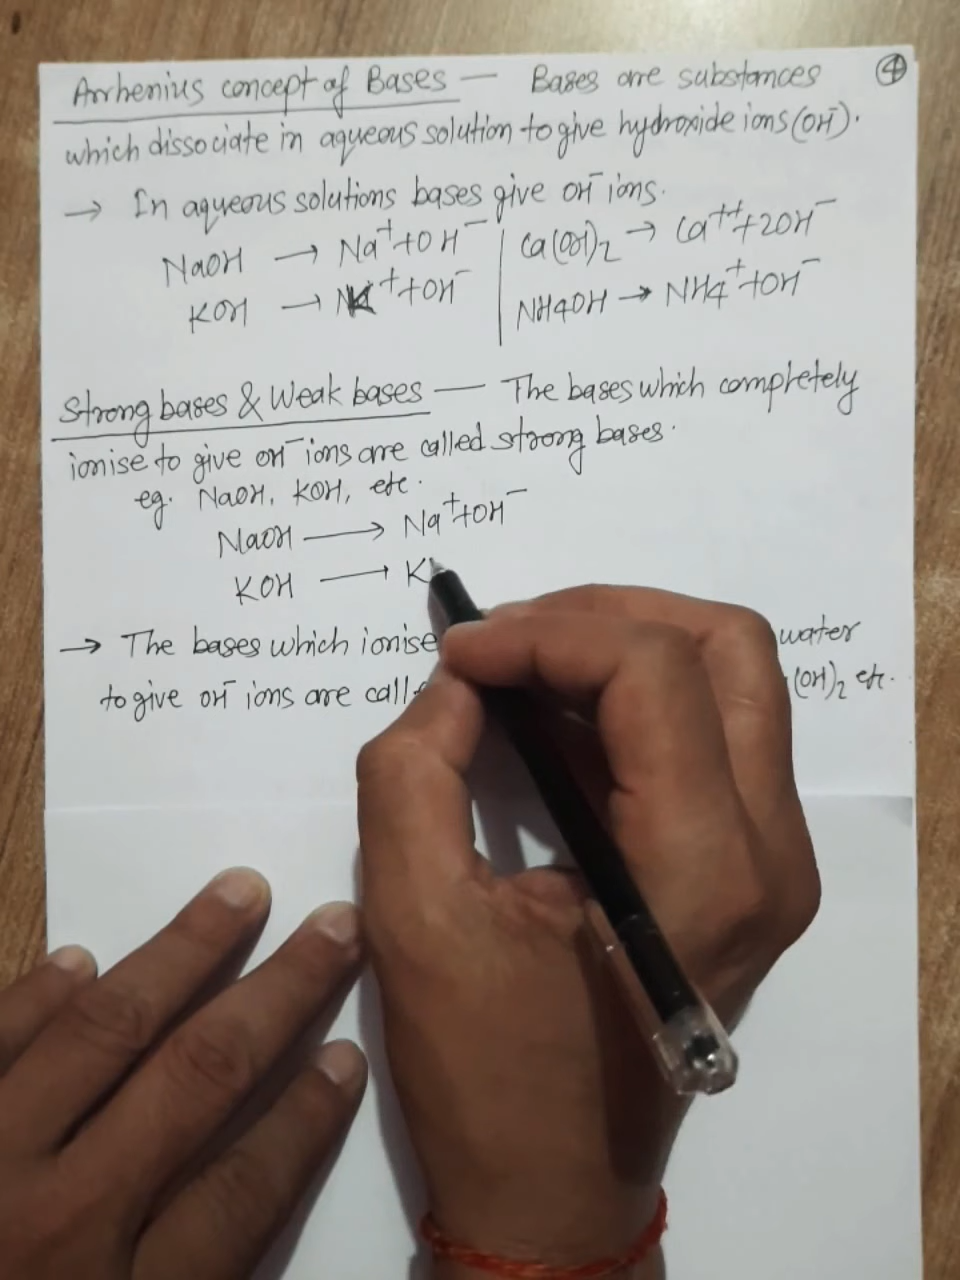 Arrhenius concept of Bases — Bases are substances ④
which dissociate in aqueous solution to give hydroxide ions (OH⁻).
→ In aqueous solutions bases give OH⁻ ions.
NaOH → Na⁺ + OH⁻ | Ca(OH)₂ → Ca⁺⁺ + 2OH⁻
KOH → K⁺ + OH⁻ | NH4OH → NH4⁺ + OH⁻
Strong bases & Weak bases — The bases which completely
ionise to give OH⁻ ions are called strong bases.
eg. NaOH, KOH, etc.
NaOH → Na⁺ + OH⁻
KOH → K
→ The bases which ionise water
to give OH⁻ ions are (OH)₂ etc.